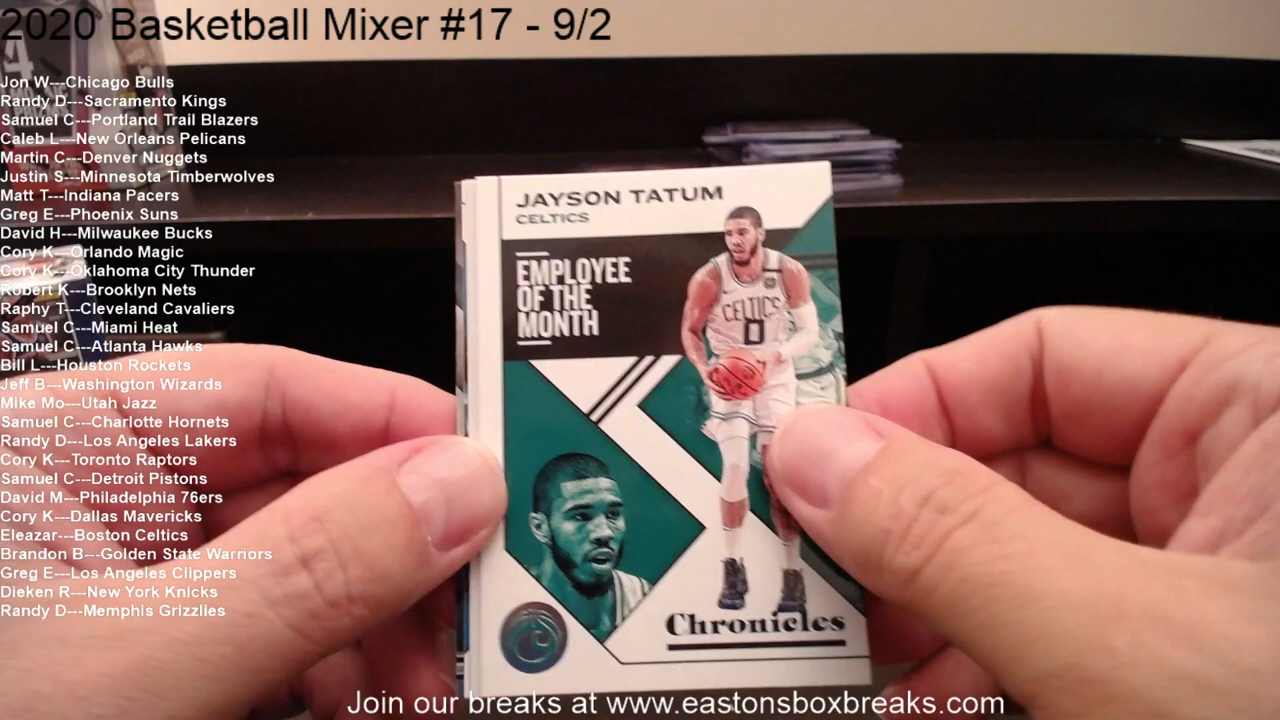 2020 Basketball Mixer #17 - 9/2
Jon W---Chicago Bulls
Randy D---Sacramento Kings
Samuel C---Portland Trail Blazers
Caleb L---New Orleans Pelicans
Martin C---Denver Nuggets
Justin S---Minnesota Timberwolves
Matt T---Indiana Pacers
Greg E---Phoenix Suns
David H---Milwaukee Bucks
Cory K---Orlando Magic
Cory K---Oklahoma City Thunder
Robert K---Brooklyn Nets
Raphy T---Cleveland Cavaliers
Samuel C---Miami Heat
Samuel C---Atlanta Hawks
Bill L---Houston Rockets
Jeff B---Washington Wizards
Mike Mo---Utah Jazz
Samuel C---Charlotte Hornets
Randy D---Los Angeles Lakers
Cory K---Toronto Raptors
Samuel C---Detroit Pistons
David M---Philadelphia 76ers
Cory K---Dallas Mavericks
Eleazar---Boston Celtics
Brandon B---Golden State Warriors
Greg E---Los Angeles Clippers
Dieken R---New York Knicks
Randy D---Memphis Grizzlies
JAYSON TATUM
CELTICS
EMPLOYEE
OF THE
MONTH
CELTICS
0
Chronicles
Join our breaks at www.eastonsboxbreaks.com